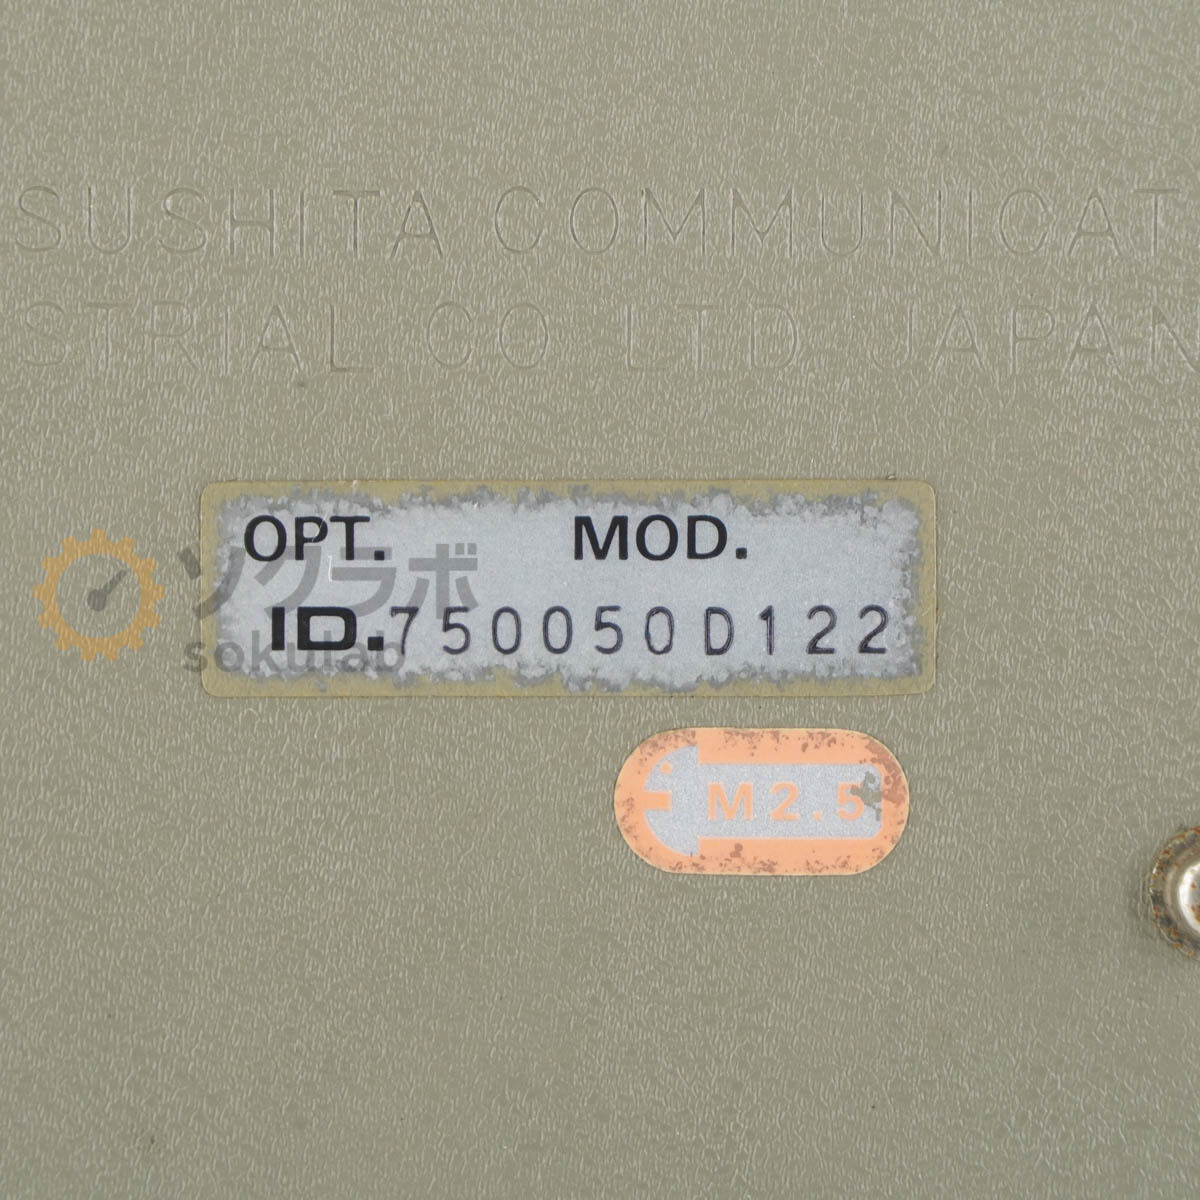 SUSHITA COMMUNICAT
STRIAL CO LTD JAPAN
OPT. MOD.
ソクラボ
ID.750050D122
sokulab
M2.5